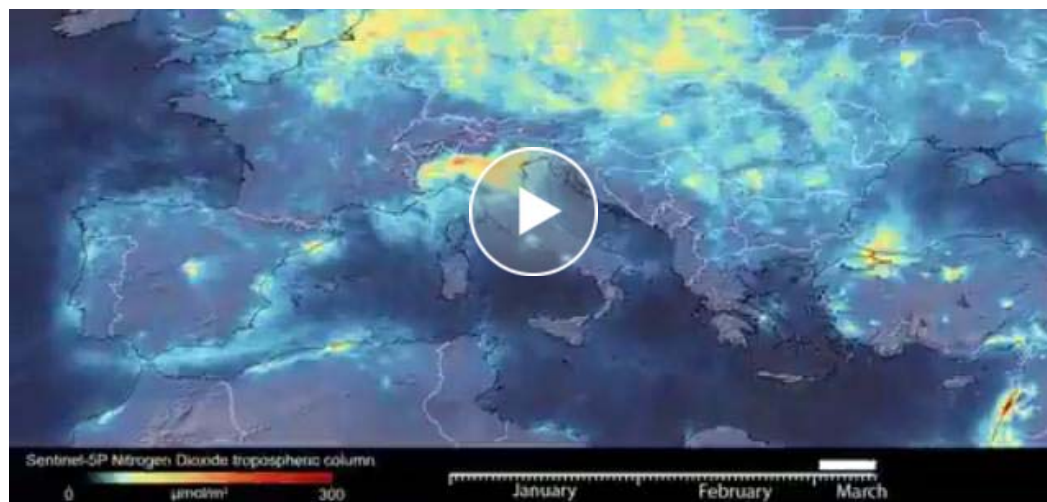 Sentinel-5P Nitrogen Dioxide tropospheric column
0 μmol/m² 300
January February March